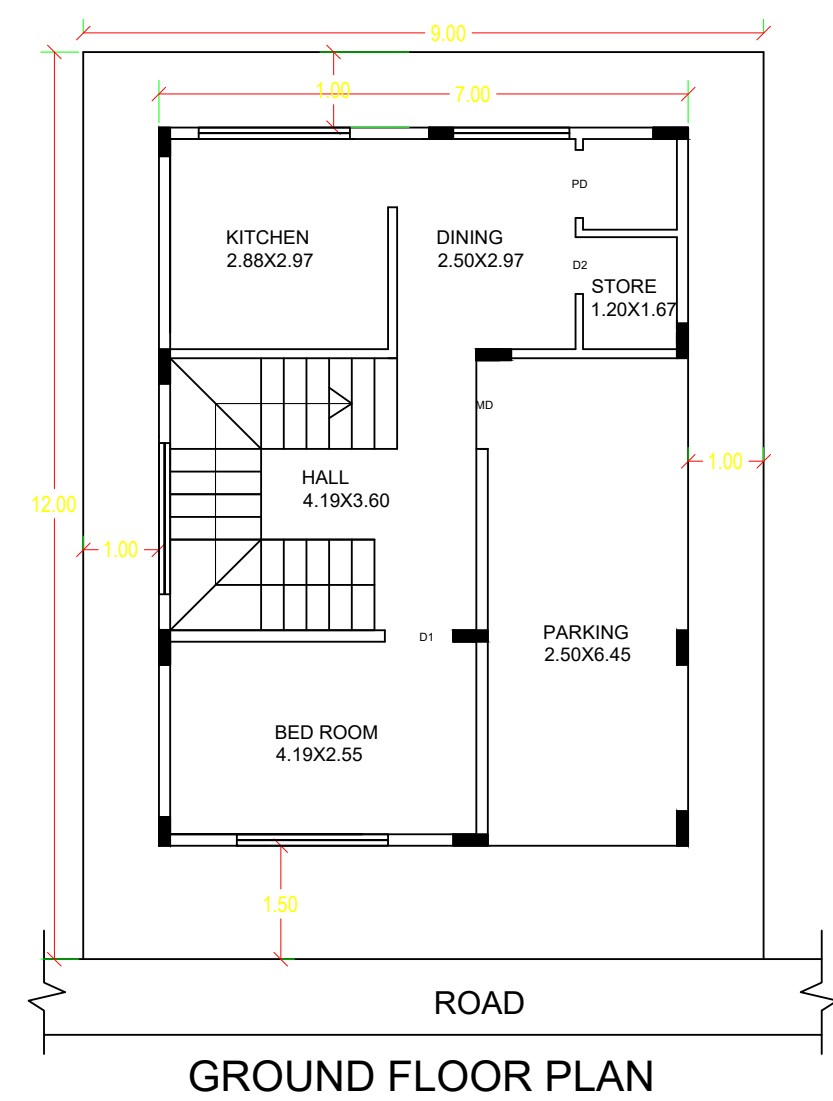 9.00
1.00
7.00
PD
KITCHEN
2.88X2.97
DINING
2.50X2.97
D2
STORE
1.20X1.67
MD
HALL
4.19X3.60
1.00
12.00
1.00
D1
PARKING
2.50X6.45
BED ROOM
4.19X2.55
1.50
ROAD
GROUND FLOOR PLAN